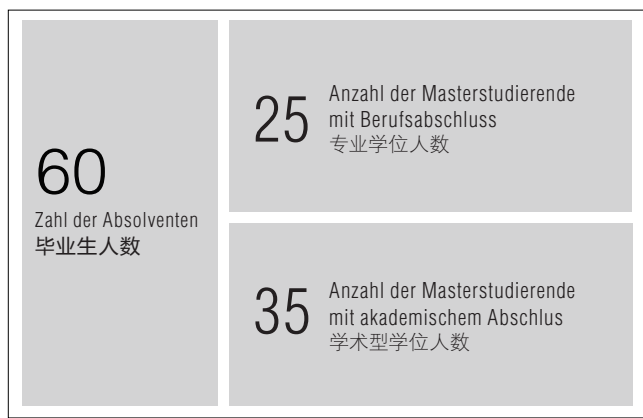 60
Zahl der Absolventen
毕业生人数
25
Anzahl der Masterstudierende
mit Berufsabschluss
专业学位人数
35
Anzahl der Masterstudierende
mit akademischem Abschlus
学术型学位人数